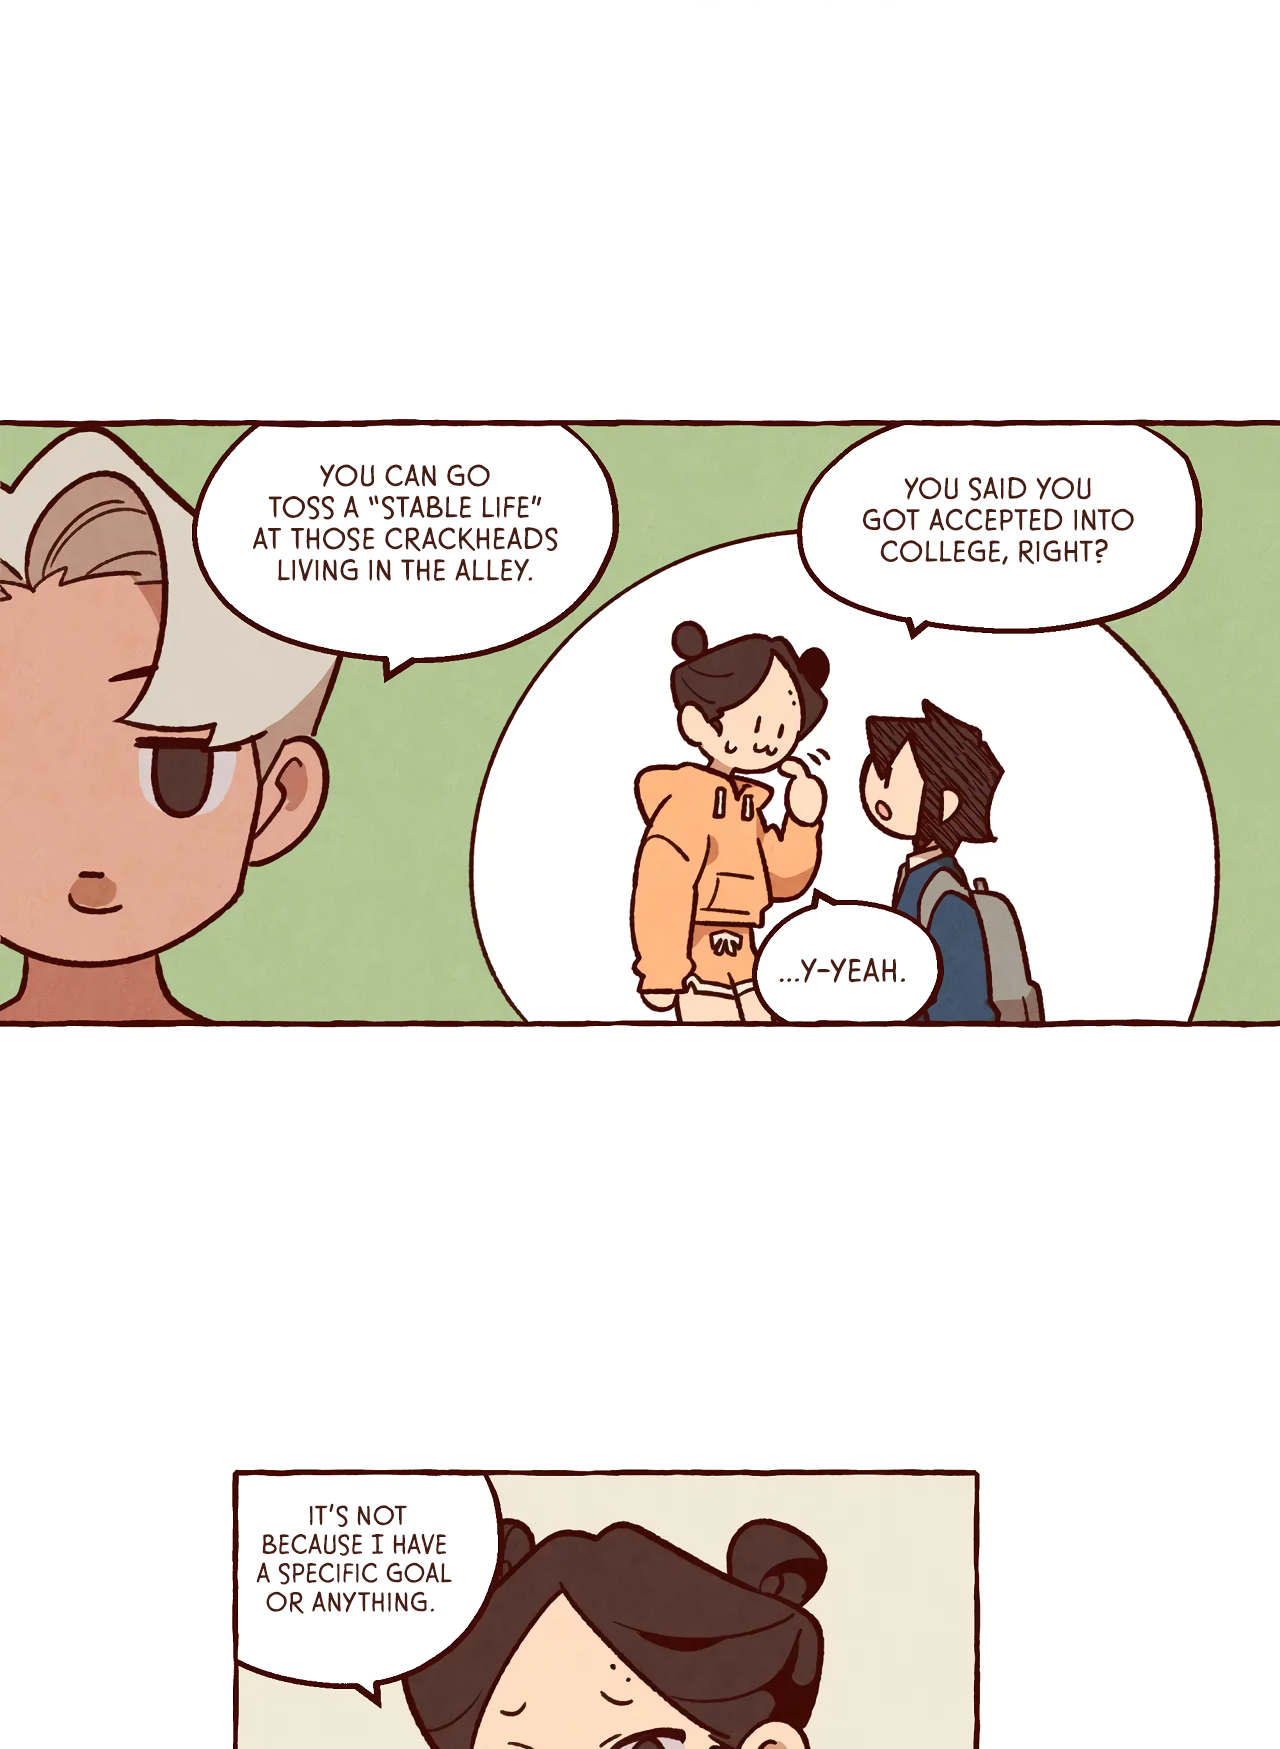 YOU CAN GO
TOSS A "STABLE LIFE"
AT THOSE CRACKHEADS
LIVING IN THE ALLEY.
YOU SAID YOU
GOT ACCEPTED INTO
COLLEGE, RIGHT?
...Y-YEAH.
IT'S NOT
BECAUSE I HAVE
A SPECIFIC GOAL
OR ANYTHING.